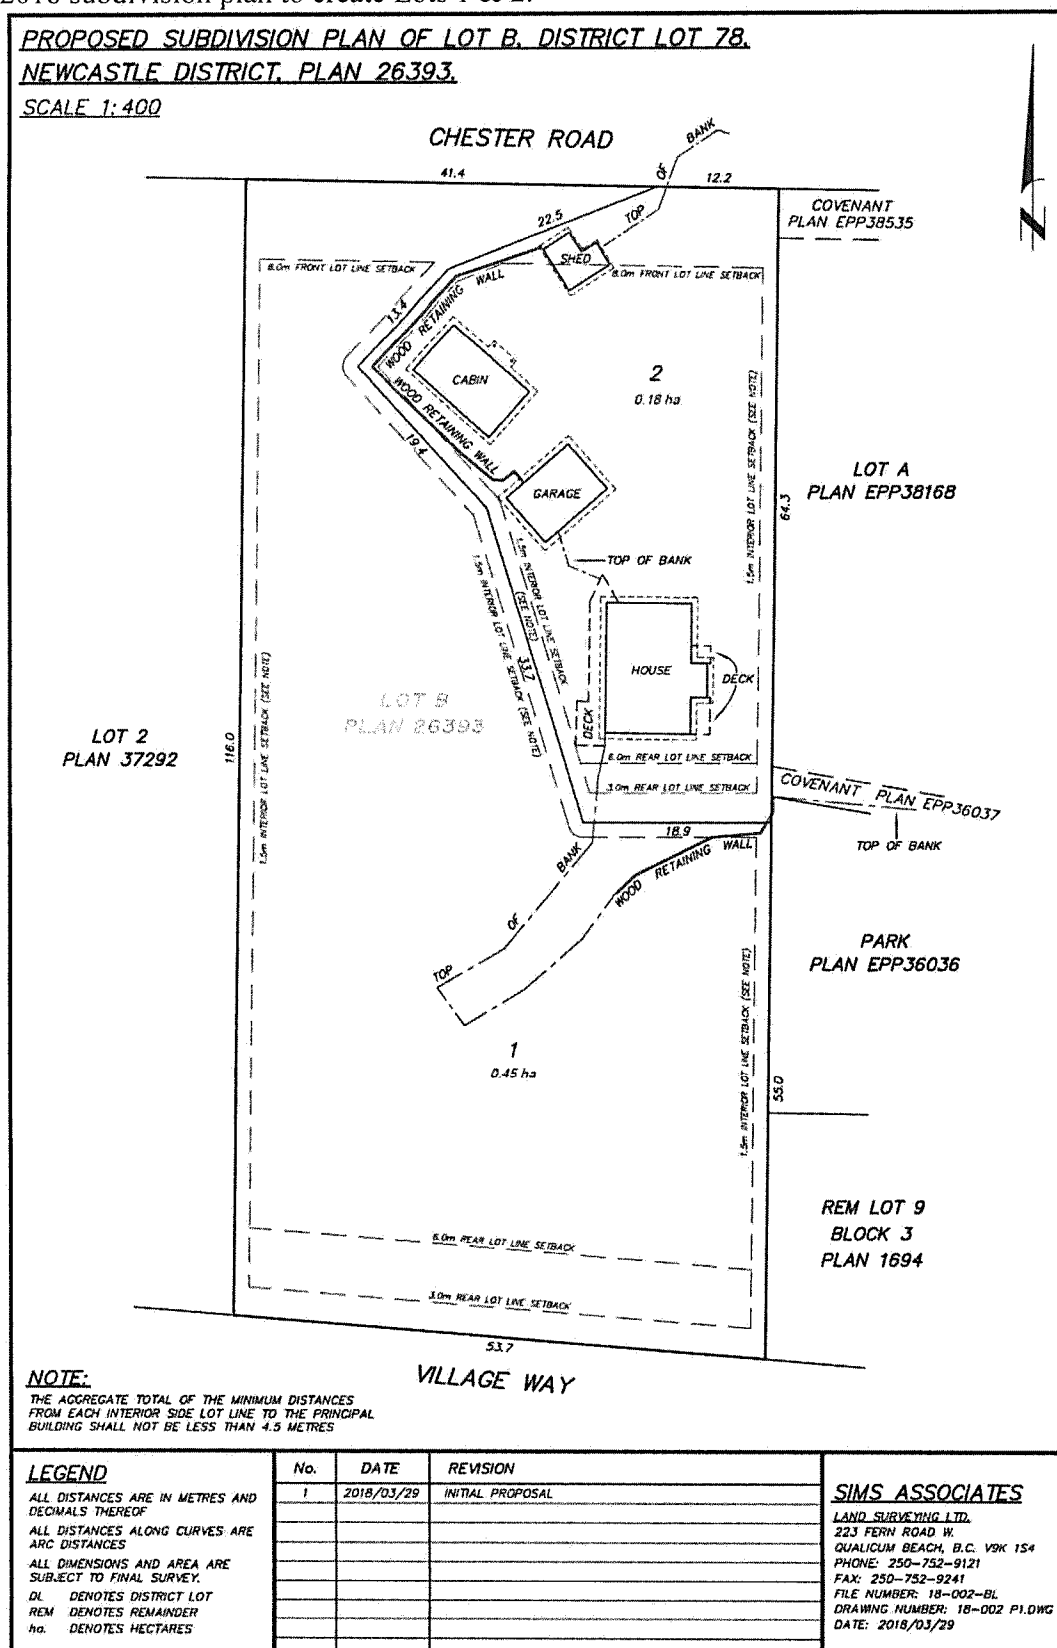 2018 subdivision plan to create Lots 1 & 2.
PROPOSED SUBDIVISION PLAN OF LOT B, DISTRICT LOT 78,
NEWCASTLE DISTRICT, PLAN 26393.
SCALE 1:400
CHESTER ROAD
BANK
OF
TOP
41.4
12.2
COVENANT
PLAN EPP38535
N
22.5
SHED
8.0m FRONT LOT LINE SETBACK
8.0m FRONT LOT LINE SETBACK
WOOD RETAINING WALL
13.4
CABIN
2
0.18 ha.
WOOD RETAINING WALL
19.4
GARAGE
1.5m INTERIOR LOT LINE SETBACK (SEE NOTE)
64.3
LOT A
PLAN EPP38168
TOP OF BANK
1.5m INTERIOR LOT LINE SETBACK
(SEE NOTE)
1.5m INTERIOR LOT LINE SETBACK (SEE NOTE)
33.7
HOUSE
DECK
DECK
LOT B
PLAN 26393
LOT 2
PLAN 37292
116.0
1.5m INTERIOR LOT LINE SETBACK (SEE NOTE)
6.0m REAR LOT LINE SETBACK
3.0m REAR LOT LINE SETBACK
COVENANT PLAN EPP36037
TOP OF BANK
18.9
WOOD RETAINING WALL
BANK
OF
TOP
PARK
PLAN EPP36036
1.5m INTERIOR LOT LINE SETBACK (SEE NOTE)
55.0
1
0.45 ha
REM LOT 9
BLOCK 3
PLAN 1694
6.0m REAR LOT LINE SETBACK
3.0m REAR LOT LINE SETBACK
53.7
VILLAGE WAY
NOTE:
THE AGGREGATE TOTAL OF THE MINIMUM DISTANCES
FROM EACH INTERIOR SIDE LOT LINE TO THE PRINCIPAL
BUILDING SHALL NOT BE LESS THAN 4.5 METRES
LEGEND
ALL DISTANCES ARE IN METRES AND
DECIMALS THEREOF
ALL DISTANCES ALONG CURVES ARE
ARC DISTANCES
ALL DIMENSIONS AND AREA ARE
SUBJECT TO FINAL SURVEY.
DL DENOTES DISTRICT LOT
REM DENOTES REMAINDER
ha. DENOTES HECTARES
No. DATE REVISION
1 2018/03/29 INITIAL PROPOSAL
SIMS ASSOCIATES
LAND SURVEYING LTD.
223 FERN ROAD W.
QUALICUM BEACH, B.C. V9K 1S4
PHONE: 250-752-9121
FAX: 250-752-9241
FILE NUMBER: 18-002-BL
DRAWING NUMBER: 18-002 P1.DWG
DATE: 2018/03/29